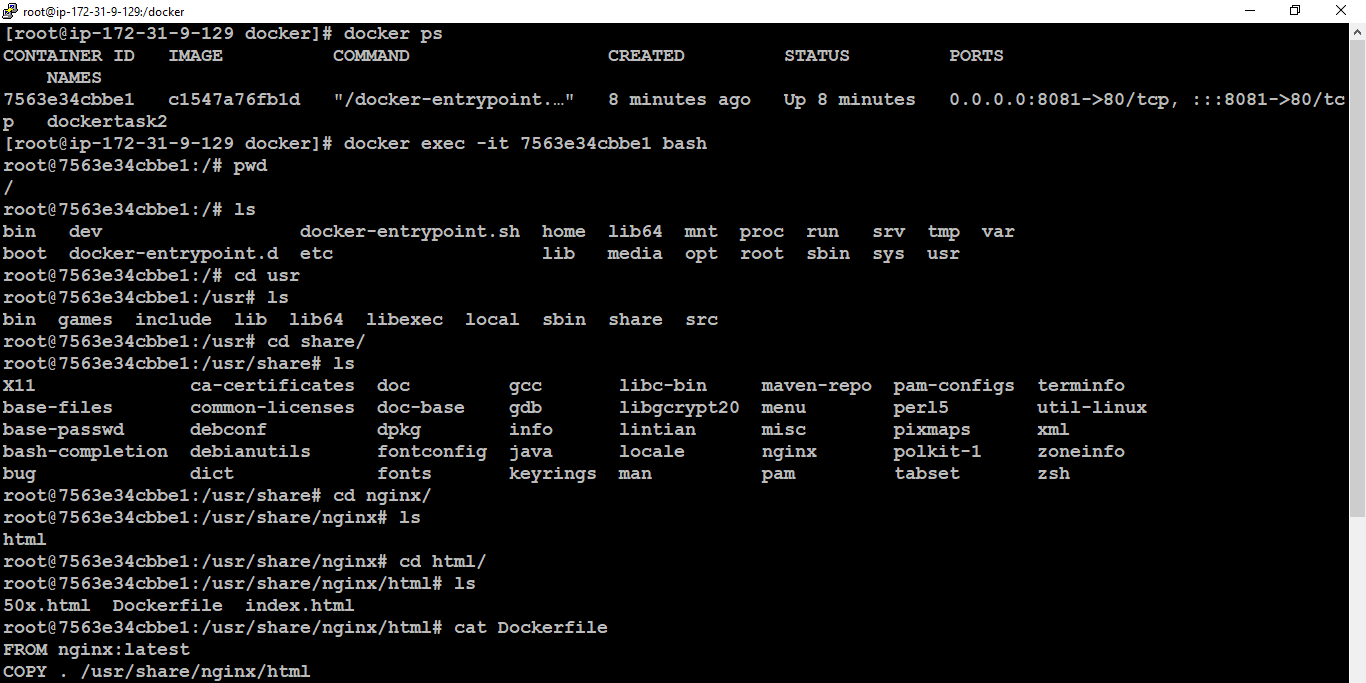 root@ip-172-31-9-129:/docker
[root@ip-172-31-9-129 docker]# docker ps
CONTAINER ID   IMAGE          COMMAND                  CREATED         STATUS         PORTS
    NAMES
7563e34cbbe1   c1547a76fb1d   "/docker-entrypoint.…"   8 minutes ago   Up 8 minutes   0.0.0.0:8081->80/tcp, :::8081->80/tc
p   dockertask2
[root@ip-172-31-9-129 docker]# docker exec -it 7563e34cbbe1 bash
root@7563e34cbbe1:/# pwd
/
root@7563e34cbbe1:/# ls
bin   dev                  docker-entrypoint.sh  home  lib64  mnt  proc  run   srv  tmp  var
boot  docker-entrypoint.d  etc                   lib   media  opt  root  sbin  sys  usr
root@7563e34cbbe1:/# cd usr
root@7563e34cbbe1:/usr# ls
bin  games  include  lib  lib64  libexec  local  sbin  share  src
root@7563e34cbbe1:/usr# cd share/
root@7563e34cbbe1:/usr/share# ls
X11              ca-certificates  doc         gcc       libc-bin     maven-repo  pam-configs  terminfo
base-files       common-licenses  doc-base    gdb       libgcrypt20  menu        perl5        util-linux
base-passwd      debconf          dpkg        info      lintian      misc        pixmaps      xml
bash-completion  debianutils      fontconfig  java      locale       nginx       polkit-1     zoneinfo
bug              dict             fonts       keyrings  man          pam         tabset       zsh
root@7563e34cbbe1:/usr/share# cd nginx/
root@7563e34cbbe1:/usr/share/nginx# ls
html
root@7563e34cbbe1:/usr/share/nginx# cd html/
root@7563e34cbbe1:/usr/share/nginx/html# ls
50x.html  Dockerfile  index.html
root@7563e34cbbe1:/usr/share/nginx/html# cat Dockerfile
FROM nginx:latest
COPY . /usr/share/nginx/html